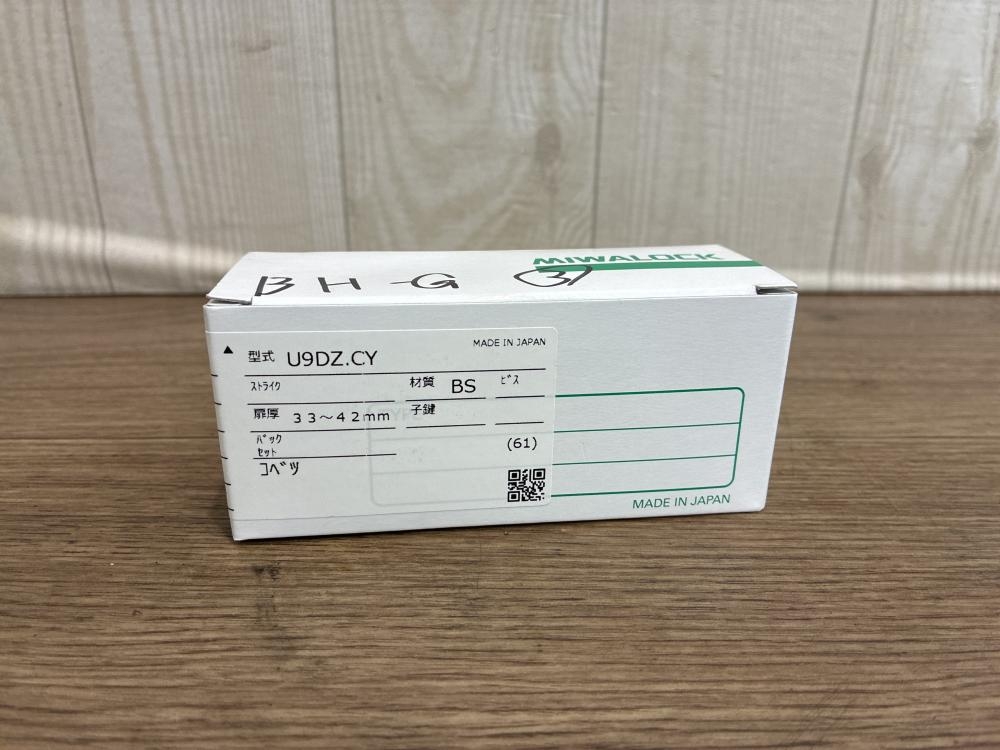 MIWALOCK
BH-G ③
MADE IN JAPAN
型式 U9DZ.CY
ストライク 材質 BS ビス
扉厚 33～42mm 子鍵
バックセット
(61)
コベツ
MADE IN JAPAN